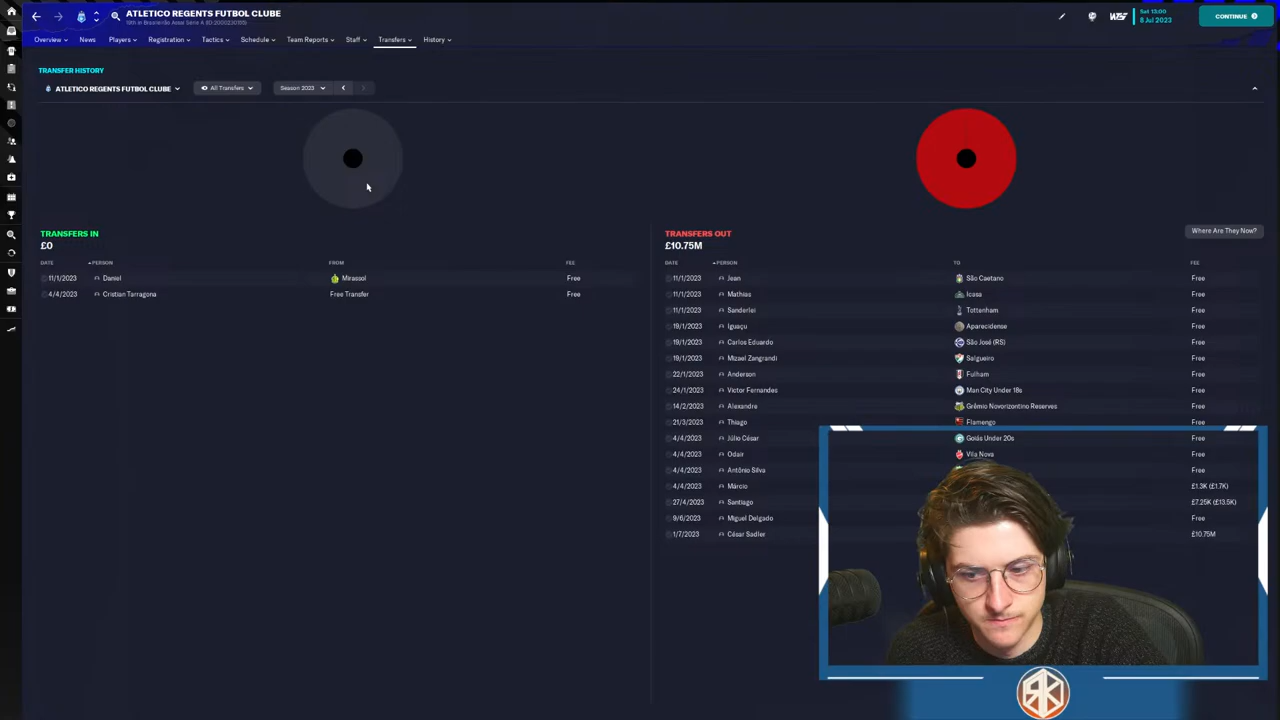 ATLETICO REGENTS FUTBOL CLUBE
Sat 13:00
8 Jul 2023
CONTINUE
Overview News Players Registration Tactics Schedule Team Reports Staff Transfers History
TRANSFER HISTORY
ATLETICO REGENTS FUTBOL CLUBE All Transfers Season 2023
TRANSFERS IN
£0
DATE PERSON FROM FEE
11/1/2023 Daniel Mirassol Free
4/4/2023 Cristian Tarragona Free Transfer Free
TRANSFERS OUT
£10.75M
Where Are They Now?
DATE PERSON TO FEE
11/1/2023 Jean São Caetano Free
11/1/2023 Mathias Icasa Free
11/1/2023 Sanderlei Tottenham Free
19/1/2023 Iguaçu Aparecidense Free
19/1/2023 Carlos Eduardo São José (RS) Free
19/1/2023 Mizael Zangrandi Salgueiro Free
22/1/2023 Anderson Fulham Free
24/1/2023 Victor Fernandes Man City Under 18s Free
14/2/2023 Alexandre Grêmio Novorizontino Reserves Free
21/3/2023 Thiago Flamengo Free
4/4/2023 Júlio César Goiás Under 20s Free
4/4/2023 Odair Vila Nova Free
4/4/2023 Antônio Silva Free
4/4/2023 Márcio £1.3K (£1.7K)
27/4/2023 Santiago £7.25K (£13.5K)
9/6/2023 Miguel Delgado Free
1/7/2023 César Sadler £10.75M